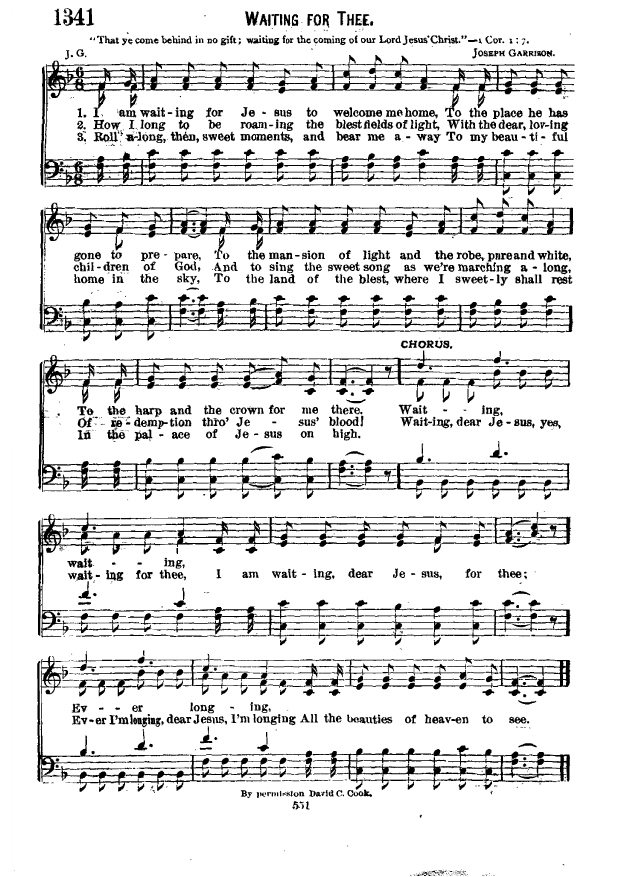 1341
WAITING FOR THEE.
"That ye come behind in no gift; waiting for the coming of our Lord Jesus Christ."—1 Cor. 1:7.
J. G. JOSEPH GARRISON.
1. I am wait-ing for Je-sus to welcome me home, To the place he has
2. How I long to be roam-ing the blest fields of light, With the dear, lov-ing
3. Roll a-long, then, sweet moments, and bear me a-way To my beau-ti-ful
gone to pre-pare, To the man-sion of light and the robe, pure and white,
chil-dren of God, And to sing the sweet song as we're marching a-long,
home in the sky, To the land of the blest, where I sweet-ly shall rest
CHORUS.
To the harp and the crown for me there. Wait - - ing,
Of re-demp-tion thro' Je - sus' blood! Wait-ing, dear Je-sus, yes,
In the pal-ace of Je-sus on high.
wait - - ing,
wait-ing for thee, I am wait-ing, dear Je-sus, for thee;
Ev - - er long - ing,
Ev-er I'm longing, dear Jesus, I'm longing All the beauties of heav-en to see.
By permission David C. Cook.
551